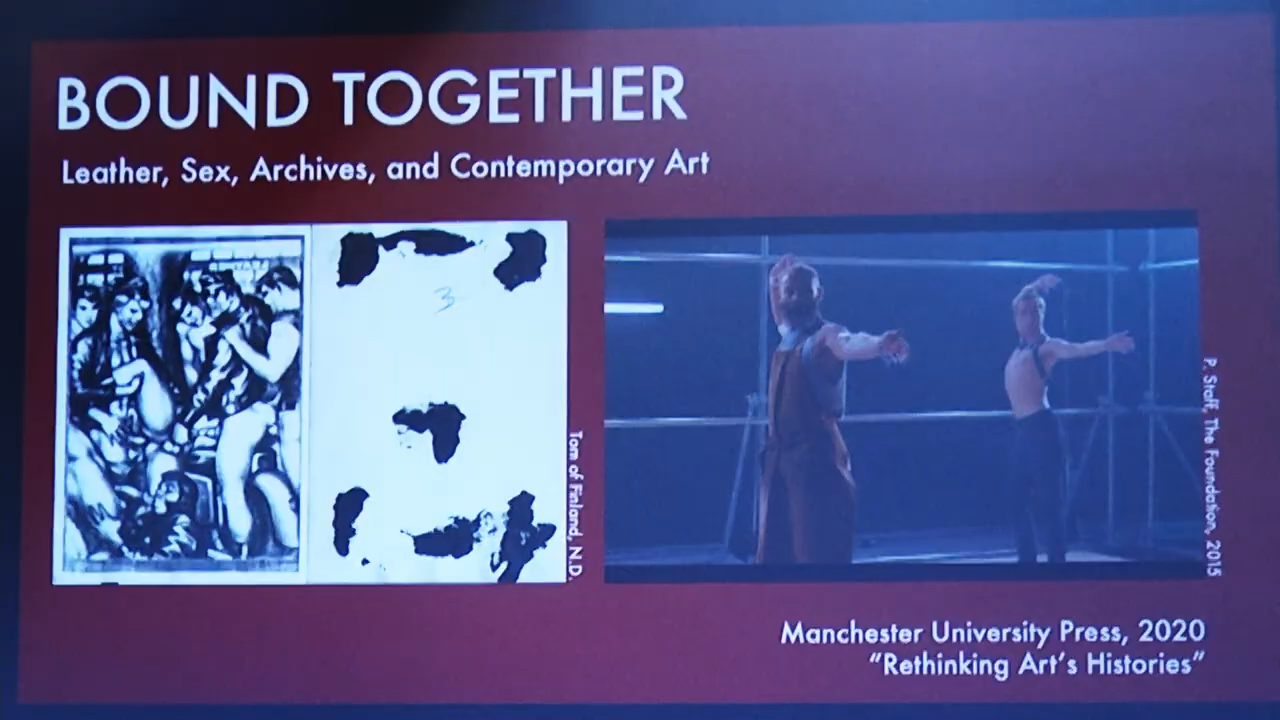 BOUND TOGETHER
Leather, Sex, Archives, and Contemporary Art
3
Tom of Finland, N.D.
P. Staff, The Foundation, 2015
Manchester University Press, 2020
“Rethinking Art’s Histories”